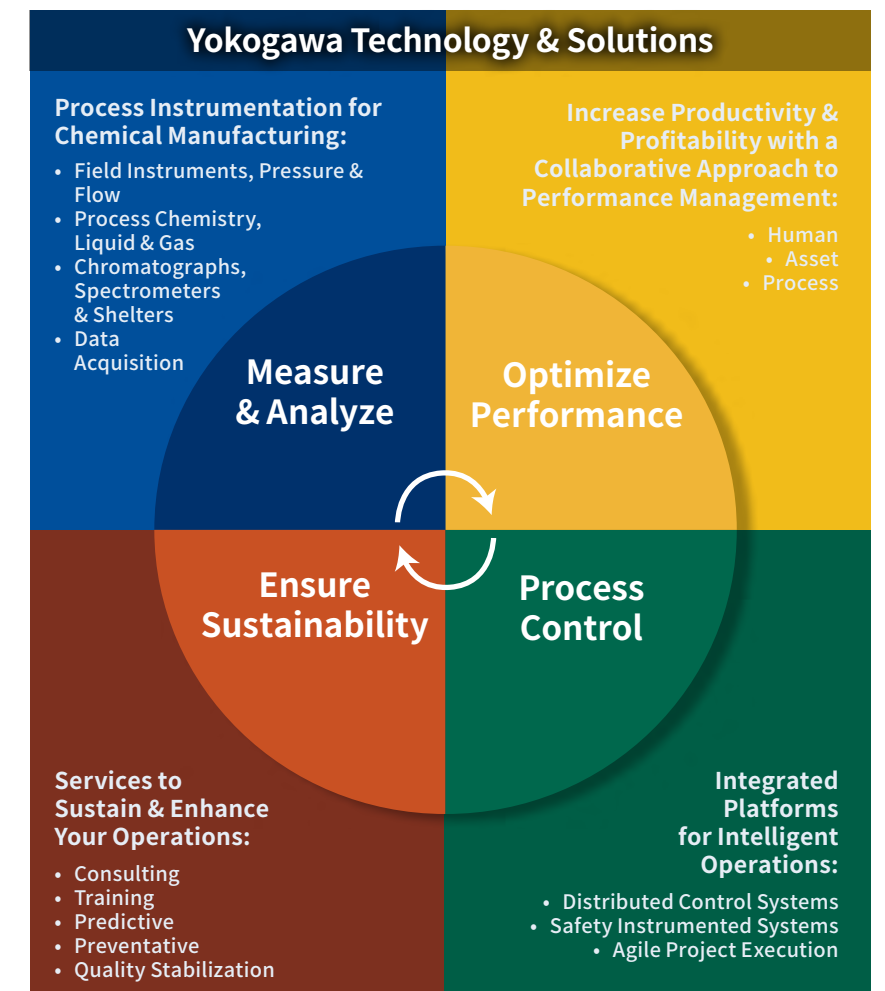 Yokogawa Technology & Solutions
Process Instrumentation for
Chemical Manufacturing:
• Field Instruments, Pressure &
Flow
• Process Chemistry,
Liquid & Gas
• Chromatographs,
Spectrometers
& Shelters
• Data
Acquisition
Increase Productivity &
Profitability with a
Collaborative Approach to
Performance Management:
• Human
• Asset
• Process
Measure
& Analyze
Optimize
Performance
Ensure
Sustainability
Process
Control
Services to
Sustain & Enhance
Your Operations:
• Consulting
• Training
• Predictive
• Preventative
• Quality Stabilization
Integrated
Platforms
for Intelligent
Operations:
• Distributed Control Systems
• Safety Instrumented Systems
• Agile Project Execution